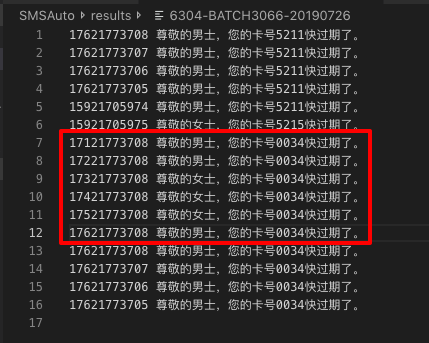 SMSAuto › results › 6304-BATCH3066-20190726
1 17621773708 尊敬的男士，您的卡号5211快过期了。
2 17621773707 尊敬的男士，您的卡号5211快过期了。
3 17621773706 尊敬的男士，您的卡号5211快过期了。
4 17621773705 尊敬的男士，您的卡号5211快过期了。
5 15921705974 尊敬的女士，您的卡号5211快过期了。
6 15921705975 尊敬的女士，您的卡号5215快过期了。
7 17121773708 尊敬的男士，您的卡号0034快过期了。
8 17221773708 尊敬的男士，您的卡号0034快过期了。
9 17321773708 尊敬的女士，您的卡号0034快过期了。
10 17421773708 尊敬的女士，您的卡号0034快过期了。
11 17521773708 尊敬的女士，您的卡号0034快过期了。
12 17621773708 尊敬的男士，您的卡号0034快过期了。
13 17621773708 尊敬的男士，您的卡号0034快过期了。
14 17621773707 尊敬的男士，您的卡号0034快过期了。
15 17621773706 尊敬的男士，您的卡号0034快过期了。
16 17621773705 尊敬的男士，您的卡号0034快过期了。
17